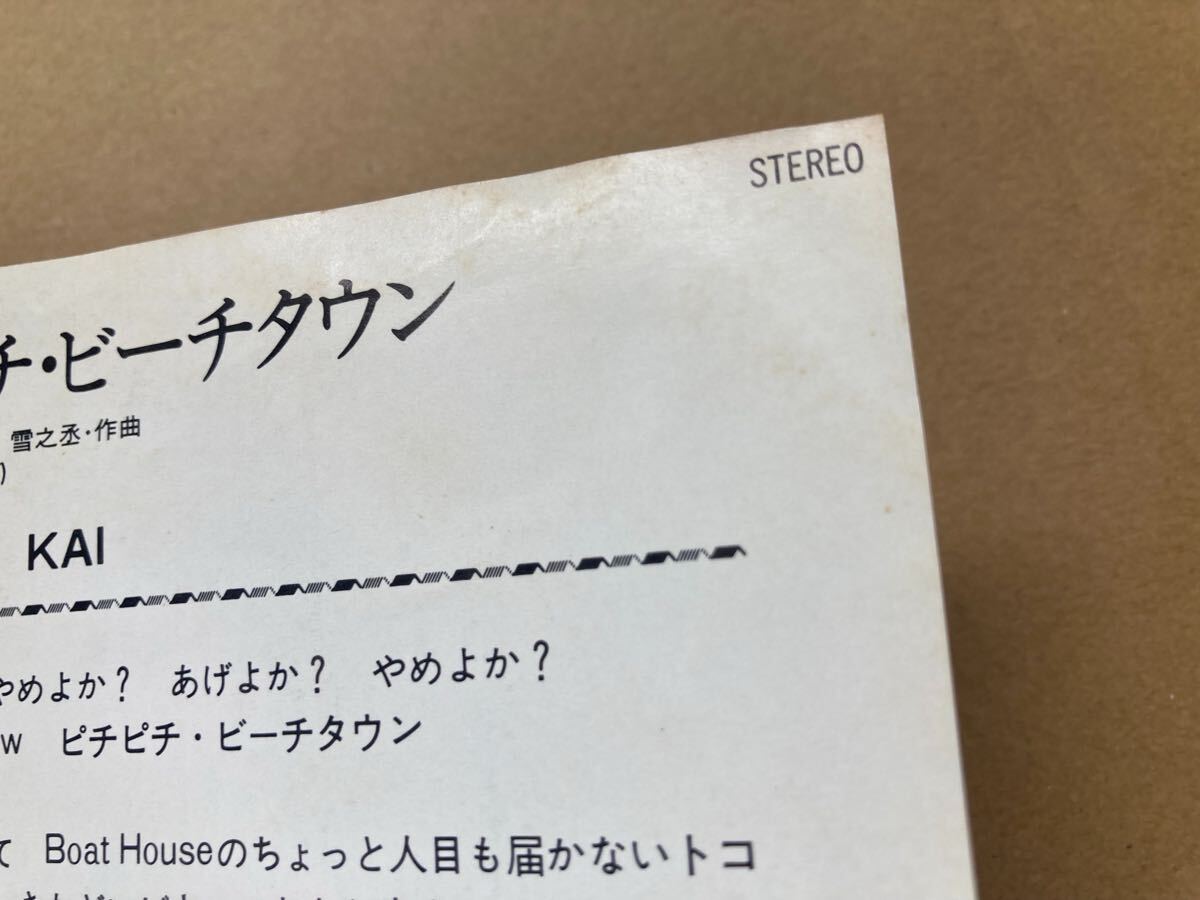 STEREO
チ・ビーチタウン
雪之丞・作曲
)
KAI
やめよか? あげよか? やめよか?
w ピチピチ・ビーチタウン
て Boat Houseのちょっと人目も届かないトコ